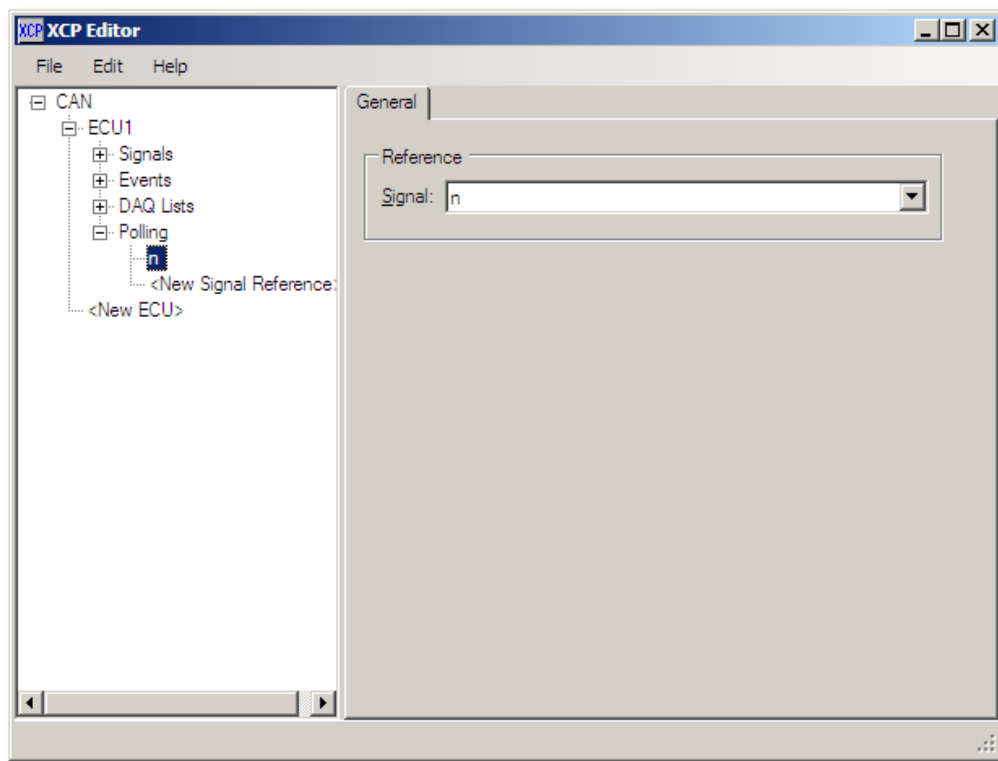 XCP XCP Editor
File Edit Help
CAN
ECU1
Signals
Events
DAQ Lists
Polling
n
<New Signal Reference:
<New ECU>
General
Reference
Signal: n